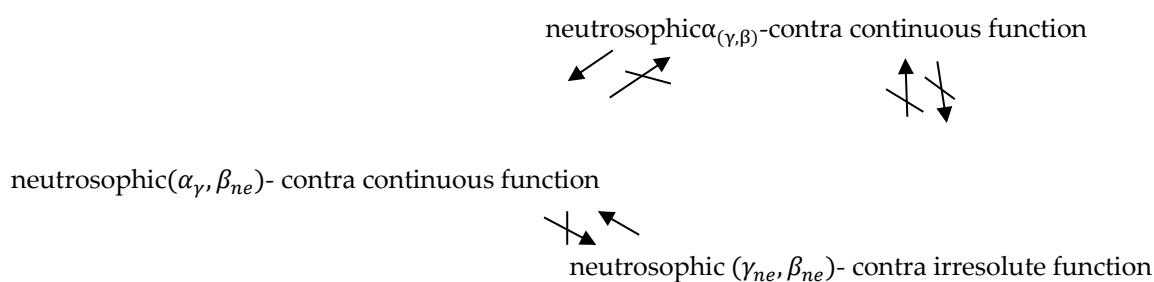 neutrosophicα₍γ,β₎-contra continuous function
neutrosophic(αᵧ, βₙₑ)- contra continuous function
neutrosophic (γₙₑ, βₙₑ)- contra irresolute function